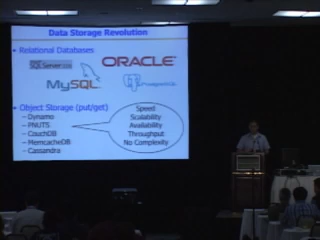 Data Storage Revolution
• Relational Databases
SQL Server
ORACLE
MySQL
PostgreSQL
• Object Storage (put/get)
– Dynamo
– PNUTS
– CouchDB
– MemcacheDB
– Cassandra
Speed
Scalability
Availability
Throughput
No Complexity